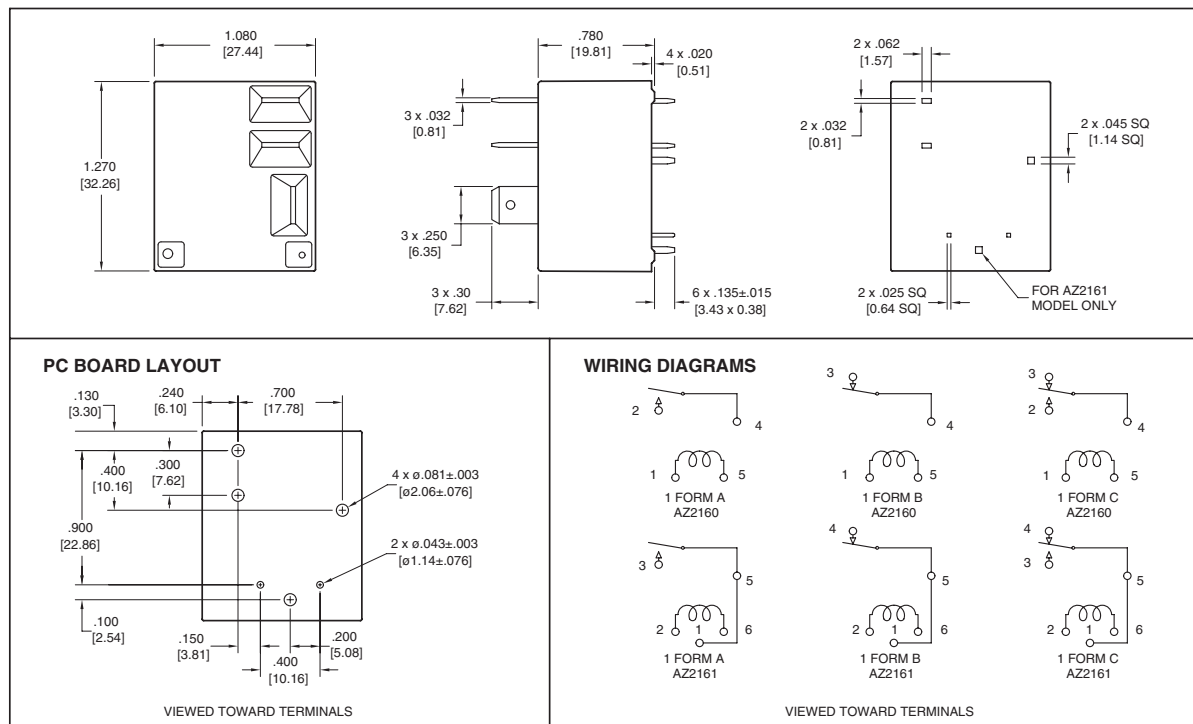 1.080
[27.44]
1.270
[32.26]
.780
[19.81]
4 x .020
[0.51]
3 x .032
[0.81]
3 x .250
[6.35]
3 x .30
[7.62]
6 x .135±.015
[3.43 x 0.38]
2 x .062
[1.57]
2 x .032
[0.81]
2 x .045 SQ
[1.14 SQ]
2 x .025 SQ
[0.64 SQ]
FOR AZ2161
MODEL ONLY
PC BOARD LAYOUT
.130
[3.30]
.240
[6.10]
.700
[17.78]
.400
[10.16]
.300
[7.62]
.900
[22.86]
4 x ø.081±.003
[ø2.06±.076]
2 x ø.043±.003
[ø1.14±.076]
.100
[2.54]
.150
[3.81]
.400
[10.16]
.200
[5.08]
VIEWED TOWARD TERMINALS
WIRING DIAGRAMS
2
4
1
5
1 FORM A
AZ2160
3
4
1
5
1 FORM B
AZ2160
3
2
4
1
5
1 FORM C
AZ2160
3
5
2
1
6
1 FORM A
AZ2161
4
5
2
1
6
1 FORM B
AZ2161
4
3
5
2
1
6
1 FORM C
AZ2161
VIEWED TOWARD TERMINALS